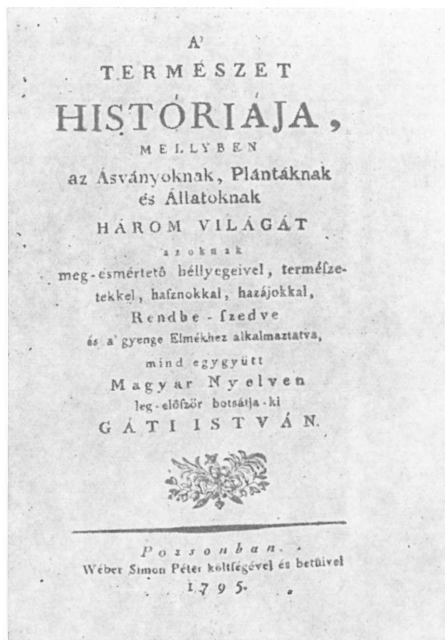 A'
TERMÉSZET
HISTÓRIÁJA,
MELLYBEN
az Ásványoknak, Plántáknak
és Állatoknak
HÁROM VILÁGÁT
azoknak
meg-esmértető béllyegeivel, természe-
tekkel, hasznokkal, hazájokkal,
Rendbe-szedve
és a' gyenge Elmékhez alkalmaztatva,
mind egygyütt
Magyar Nyelven
leg-először botsátja-ki
GÁTI ISTVÁN.
Posonban.
Wéber Simon Péter költségével és betűivel
1795.